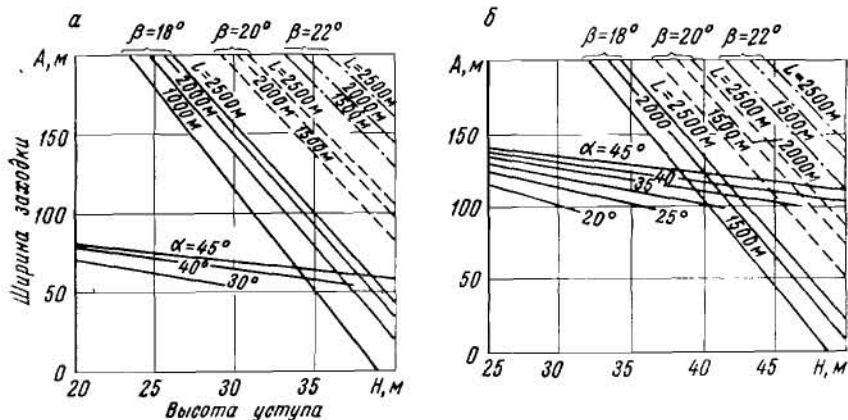 а
β=18° β=20° β=22°
А,м
150
100
50
0
Ширина заходки
L=2500м
2000м
1000м
L=2500м
2000м
1500м
L=2500м
2000м
1500м
α=45°
40°
30°
20 25 30 35 Н,м
Высота уступа
б
β=18° β=20° β=22°
А,м
150
100
50
0
L=2500м
2000
1500м
L=2500м
2000м
1500м
L=2500м
1500м
α=45°
40
35
25°
20°
25 30 35 40 45 Н,м